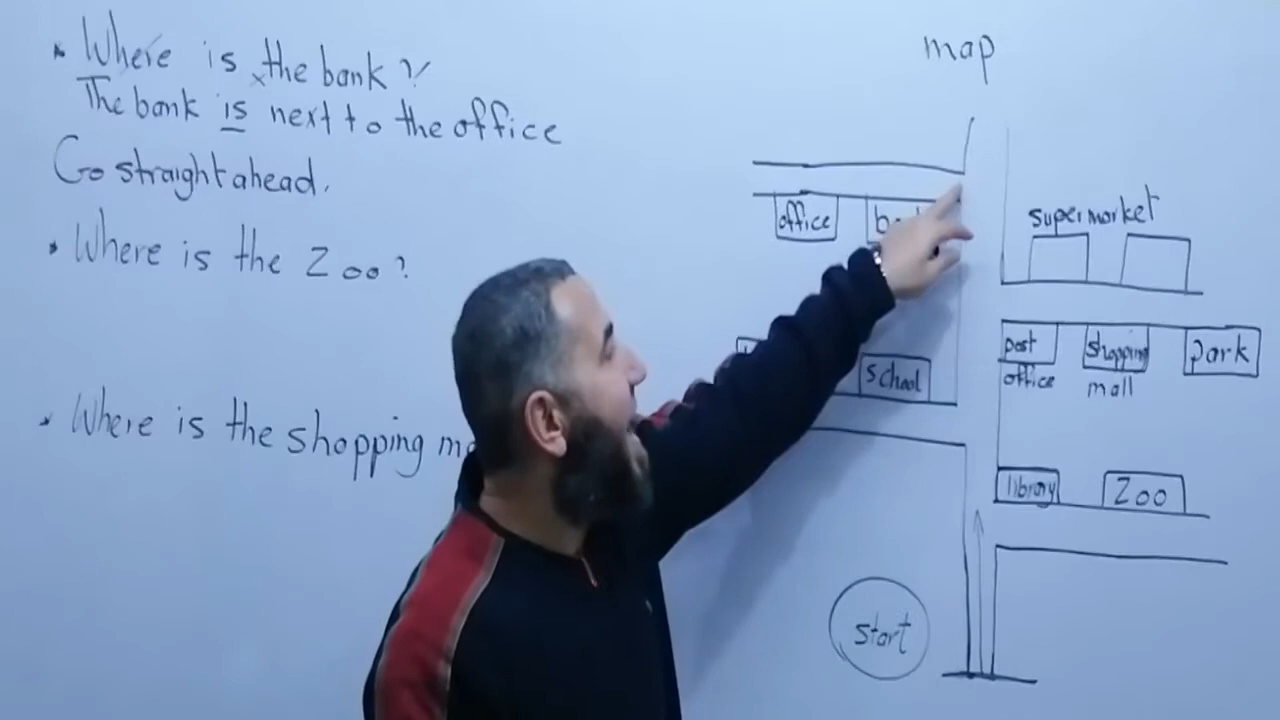 Where is the bank?
The bank is next to the office
Go straight ahead.
Where is the Zoo?
Where is the shopping
map
office
supermarket
post office
shopping mall
park
school
library
Zoo
start